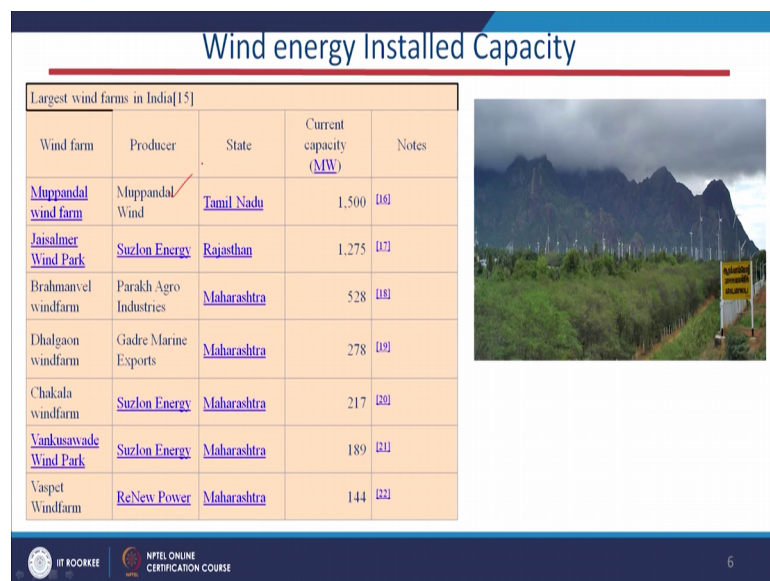 Wind energy Installed Capacity
Largest wind farms in India[15]
Wind farm Producer State Current capacity (MW) Notes
Muppandal wind farm Muppandal Wind Tamil Nadu 1,500 [16]
Jaisalmer Wind Park Suzlon Energy Rajasthan 1,275 [17]
Brahmanvel windfarm Parakh Agro Industries Maharashtra 528 [18]
Dhalgaon windfarm Gadre Marine Exports Maharashtra 278 [19]
Chakala windfarm Suzlon Energy Maharashtra 217 [20]
Vankusawade Wind Park Suzlon Energy Maharashtra 189 [21]
Vaspet Windfarm ReNew Power Maharashtra 144 [22]
IIT ROORKEE
NPTEL ONLINE
CERTIFICATION COURSE
6